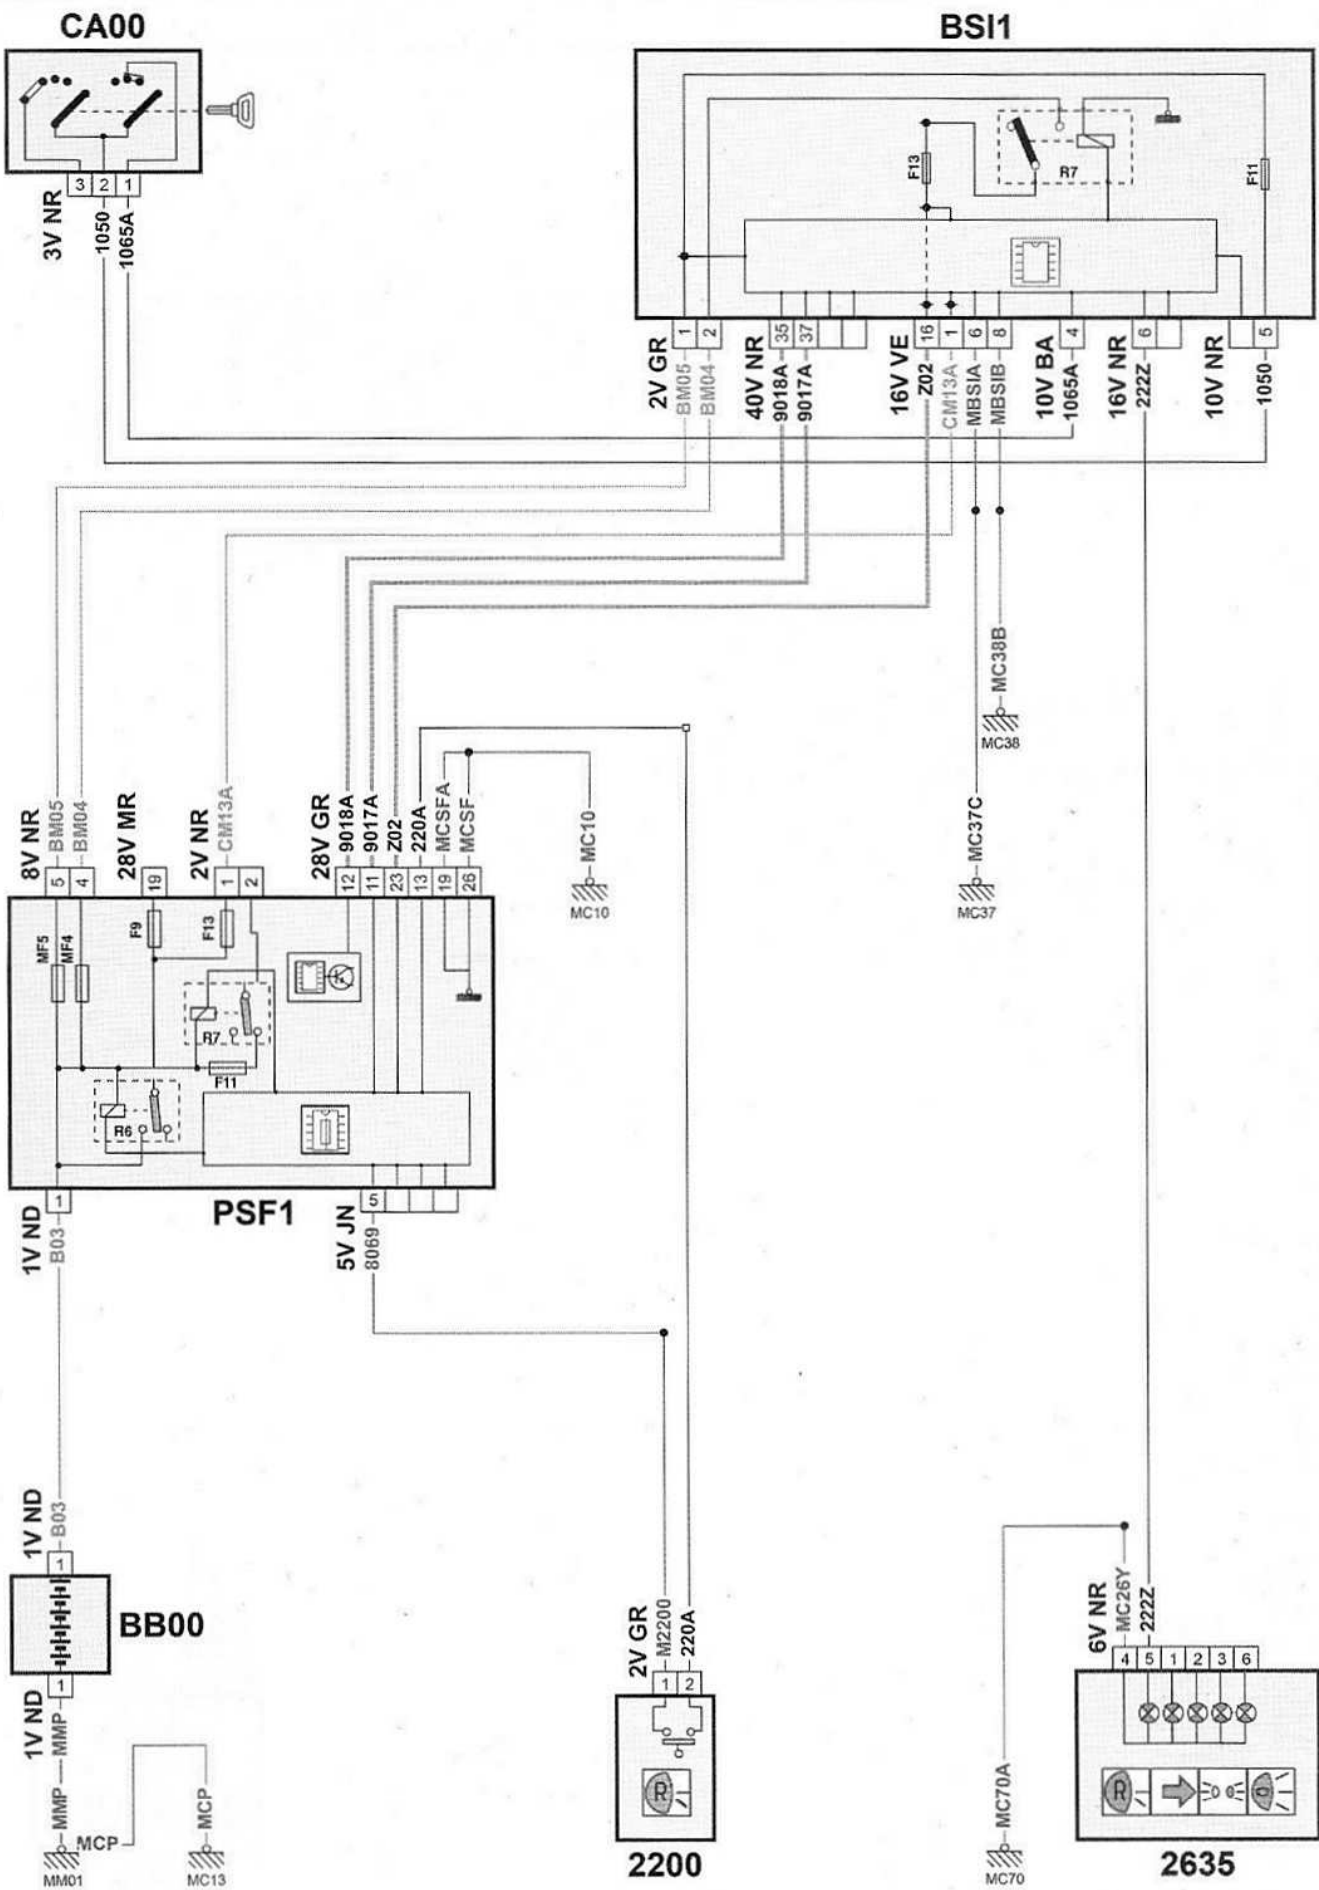 CA00
BSI1
F13
R7
F11
3 2 1
3V NR
1050
1065A
1 2 35 37 16 1 6 8 4 6 5
2V GR
BM05
BM04
40V NR
9018A
9017A
16V VE
Z02
CM13A
MBSIA
MBSIB
10V BA
1065A
16V NR
222Z
10V NR
1050
MC38B
MC38
MC37C
MC37
8V NR
BM05
BM04
28V MR
2V NR
CM13A
28V GR
9018A
9017A
Z02
220A
MCSFA
MCSF
MC10
MC10
5 4 19 1 2 12 11 23 13 19 26
MF5
MF4
F9
F13
R7
F11
R6
PSF1
1
5
1V ND
B03
5V JN
8069
1V ND
B03
1
BB00
1
1V ND
MMP
MMP
MCP
MCP
MM01
MC13
2V GR
M2200
220A
1 2
R
2200
MC70A
MC70
6V NR
MC26Y
222Z
4 5 1 2 3 6
R
2635